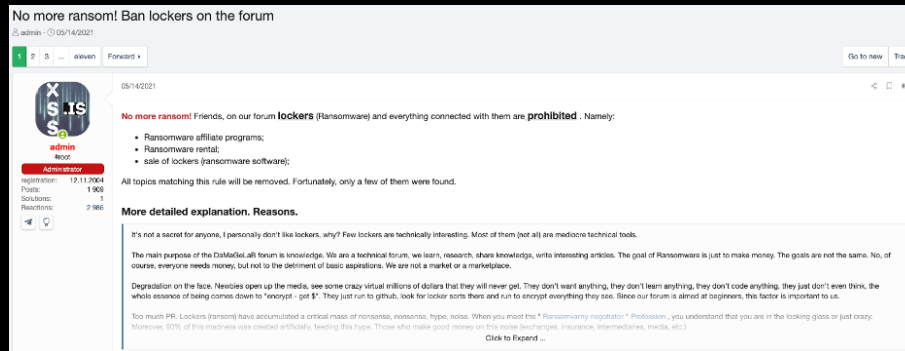 No more ransom! Ban lockers on the forum
admin · 05/14/2021
1 2 3 ... eleven Forward
Go to new
05/14/2021
XSS.IS
admin
#root
Administrator
registration: 12.11.2004
Posts: 1 909
Solutions: 1
Reactions: 2 986
No more ransom! Friends, on our forum lockers (Ransomware) and everything connected with them are prohibited . Namely:
• Ransomware affiliate programs;
• Ransomware rental;
• sale of lockers (ransomware software);
All topics matching this rule will be removed. Fortunately, only a few of them were found.
More detailed explanation. Reasons.
It's not a secret for anyone, I personally don't like lockers, why? Few lockers are technically interesting. Most of them (not all) are mediocre technical tools.
The main purpose of the DaMaGeLaB forum is knowledge. We are a technical forum, we learn, research, share knowledge, write interesting articles. The goal of Ransomware is just to make money. The goals are not the same. No, of
course, everyone needs money, but not to the detriment of basic aspirations. We are not a market or a marketplace.
Degradation on the face. Newbies open up the media, see some crazy virtual millions of dollars that they will never get. They don't want anything, they don't learn anything, they don't code anything, they just don't even think, the
whole essence of being comes down to "encrypt - get $". They just run to github, look for locker sorts there and run to encrypt everything they see. Since our forum is aimed at beginners, this factor is important to us.
Too much PR. Lockers (ransom) have accumulated a critical mass of nonsense, nonsense, hype, noise. When you meet the " Ransomvarny negotiator " Profession , you understand that you are in the looking glass or just crazy.
Moreover, 90% of this madness was created artificially, feeding this hype. Those who make good money on this noise (exchanges, insurance, intermediaries, media, etc.)
Click to Expand ...